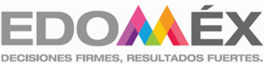 EDOMÉX
DECISIONES FIRMES, RESULTADOS FUERTES.